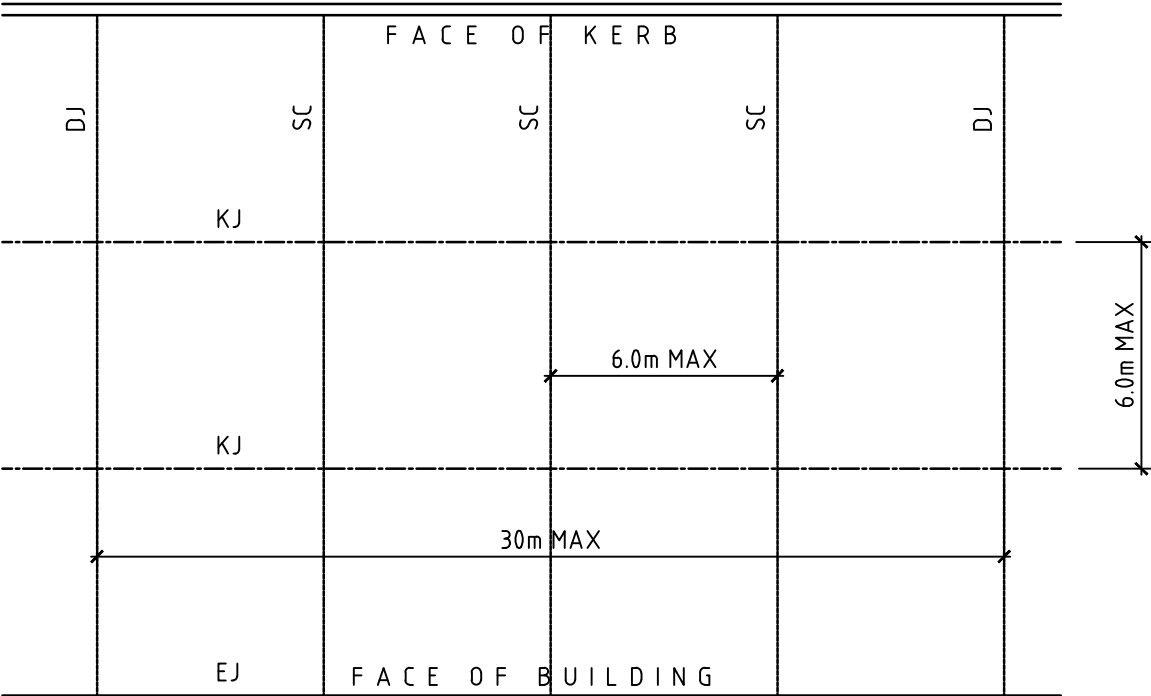 FACE OF KERB
DJ
SC
SC
SC
DJ
KJ
6.0m MAX
6.0m MAX
KJ
30m MAX
EJ
FACE OF BUILDING